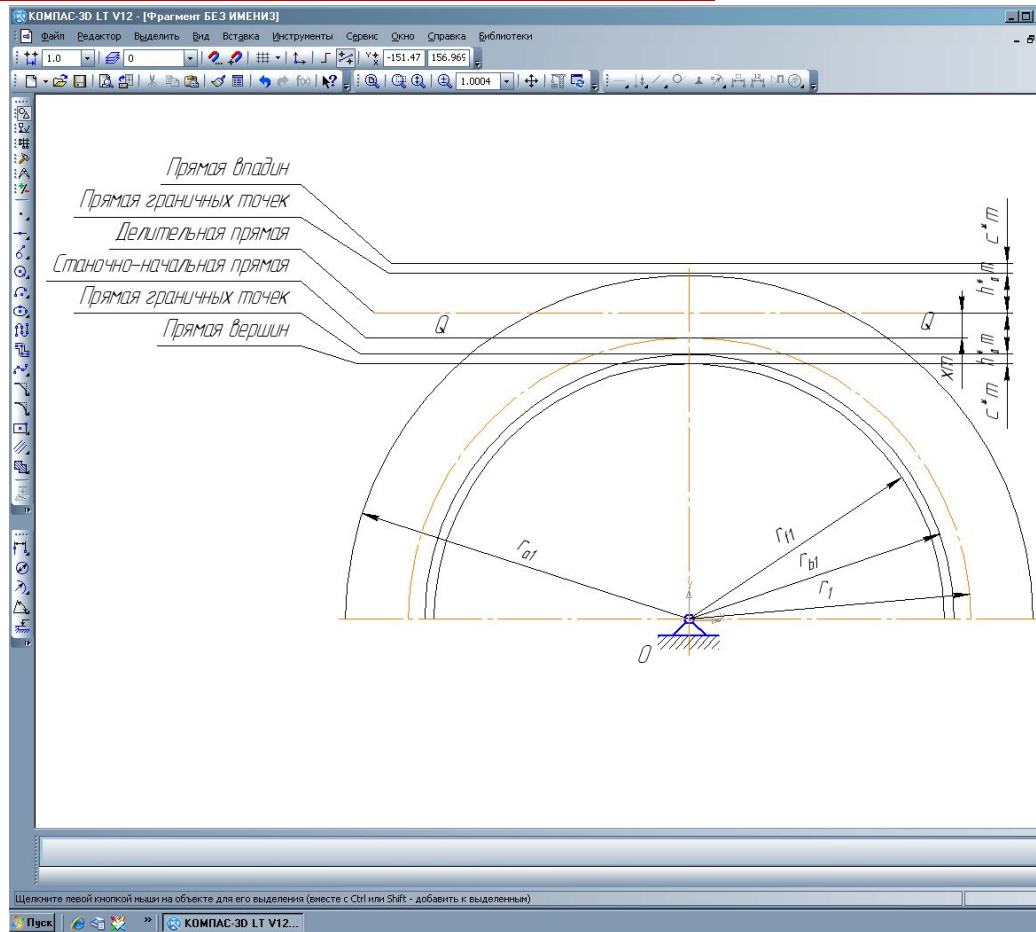 КОМПАС-3D LT V12 - [Фрагмент БЕЗ ИМЕНИ3]
Файл Редактор Выделить Вид Вставка Инструменты Сервис Окно Справка Библиотеки
1.0 0 -151.47 156.969
1.0004
Прямая впадин
Прямая граничных точек
Делительная прямая
Станочно-начальная прямая
Прямая граничных точек
Прямая вершин
c*m
h*a m
Q Q
xm
h*a m
c*m
ra1
rf1
rb1
r1
O
Щелкните левой кнопкой мыши на объекте для его выделения (вместе с Ctrl или Shift - добавить к выделенным)
Пуск » КОМПАС-3D LT V12...